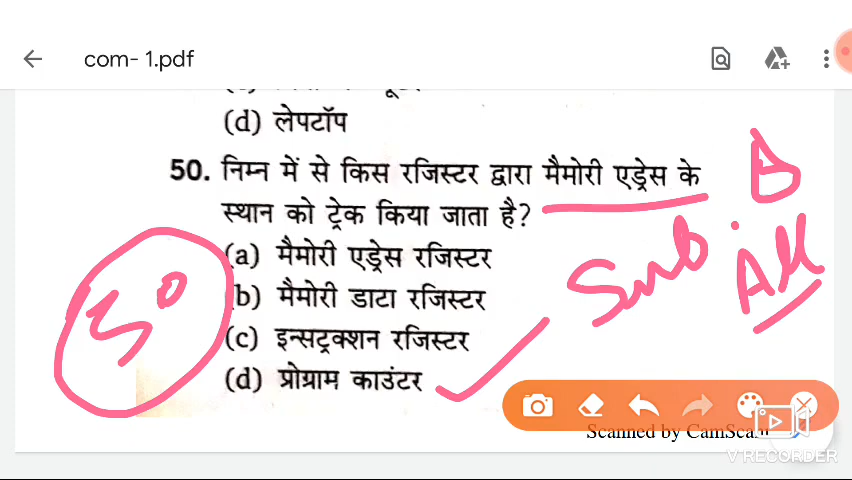 com- 1.pdf
(d) लेपटॉप
50. निम्न में से किस रजिस्टर द्वारा मैमोरी एड्रेस के
स्थान को ट्रेक किया जाता है?
(a) मैमोरी एड्रेस रजिस्टर
(b) मैमोरी डाटा रजिस्टर
(c) इन्सट्रक्शन रजिस्टर
(d) प्रोग्राम काउंटर
50
D
Sub.
All
Scanned by CamScan
V RECORDER